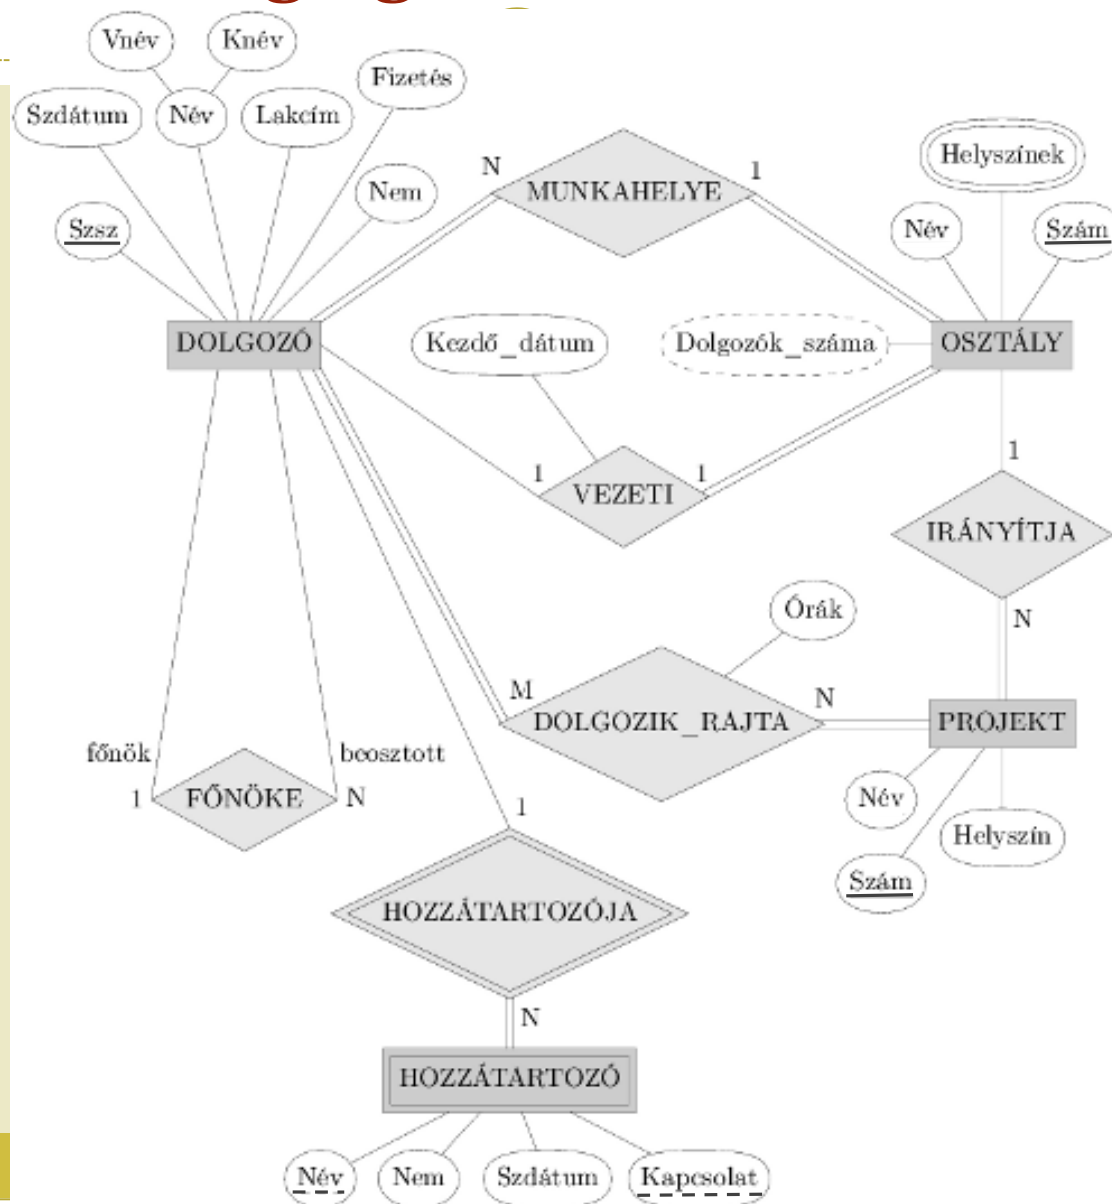 Vnév Knév
Fizetés
Szdátum Név Lakcím
Helyszínek
N 1
MUNKAHELYE
Nem
Szsz Név Szám
DOLGOZÓ Kezdő_dátum Dolgozók_száma OSZTÁLY
1
1 1
VEZETI
IRÁNYÍTJA
Órák
N
M N
DOLGOZIK_RAJTA PROJEKT
főnök beosztott
1 FŐNÖKE N
Név
1
Helyszín
Szám
HOZZÁTARTOZÓJA
N
HOZZÁTARTOZÓ
Név Nem Szdátum Kapcsolat